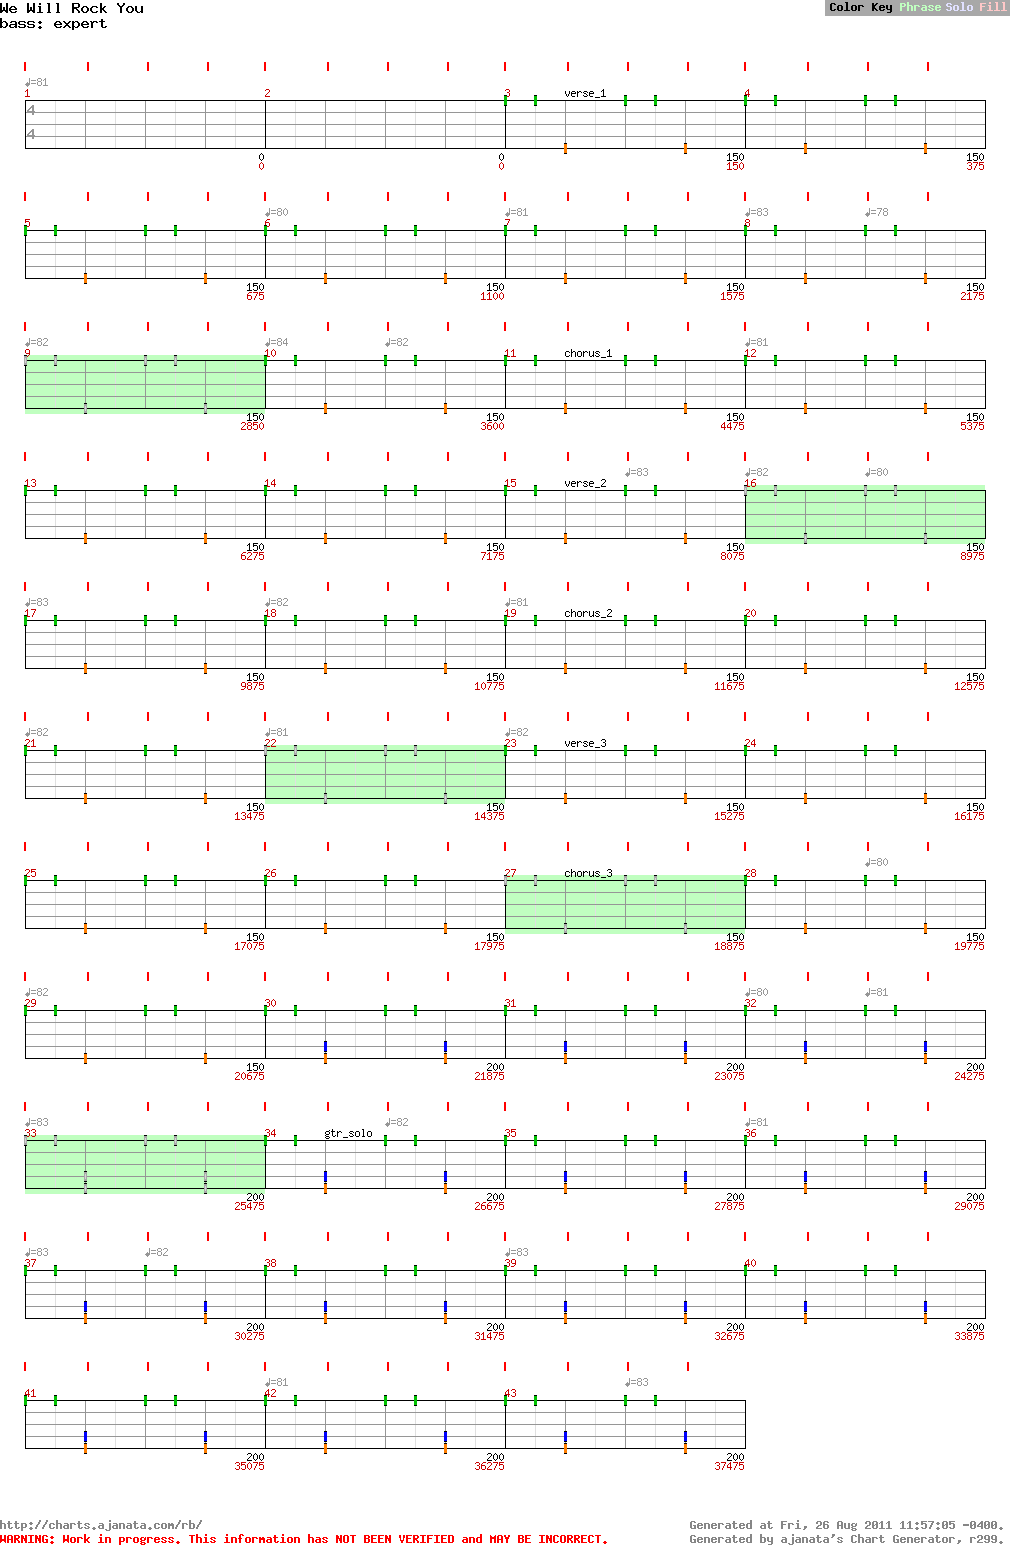 We Will Rock You
bass: expert
Color Key Phrase Solo Fill
♩=81
1 2 3 verse_1 4
4
4
0 0 150 150
0 0 150 375
♩=80 ♩=81 ♩=83 ♩=78
5 6 7 8
150 150 150 150
675 1100 1575 2175
♩=82 ♩=84 ♩=82 ♩=81
9 10 11 chorus_1 12
150 150 150 150
2850 3600 4475 5375
♩=83 ♩=82 ♩=80
13 14 15 verse_2 16
150 150 150 150
6275 7175 8075 8975
♩=83 ♩=82 ♩=81
17 18 19 chorus_2 20
150 150 150 150
9875 10775 11675 12575
♩=82 ♩=81 ♩=82
21 22 23 verse_3 24
150 150 150 150
13475 14375 15275 16175
♩=80
25 26 27 chorus_3 28
150 150 150 150
17075 17975 18875 19775
♩=82 ♩=80 ♩=81
29 30 31 32
150 200 200 200
20675 21875 23075 24275
♩=83 ♩=82 ♩=81
33 34 gtr_solo 35 36
200 200 200 200
25475 26675 27875 29075
♩=83 ♩=82 ♩=83
37 38 39 40
200 200 200 200
30275 31475 32675 33875
♩=81 ♩=83
41 42 43
200 200 200
35075 36275 37475
http://charts.ajanata.com/rb/
Generated at Fri, 26 Aug 2011 11:57:05 -0400.
WARNING: Work in progress. This information has NOT BEEN VERIFIED and MAY BE INCORRECT.
Generated by ajanata's Chart Generator, r299.